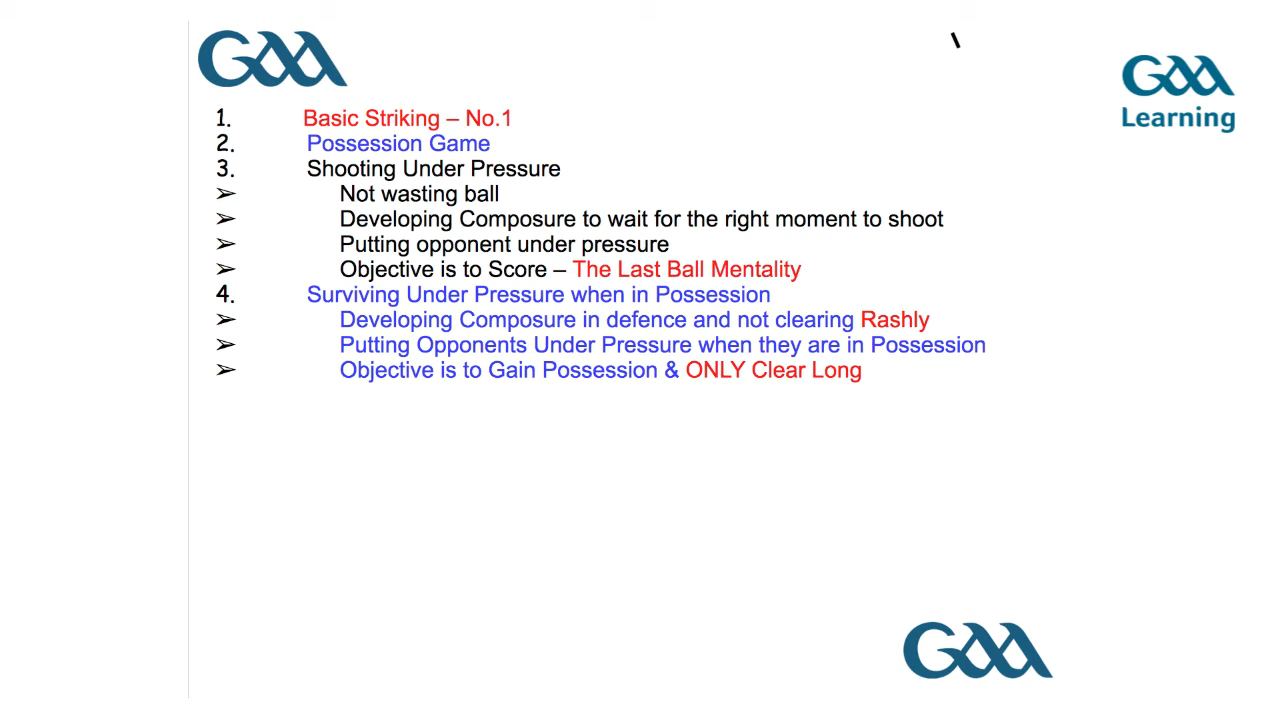 GAA
GAA
Learning
1. Basic Striking – No.1
2. Possession Game
3. Shooting Under Pressure
➢ Not wasting ball
➢ Developing Composure to wait for the right moment to shoot
➢ Putting opponent under pressure
➢ Objective is to Score – The Last Ball Mentality
4. Surviving Under Pressure when in Possession
➢ Developing Composure in defence and not clearing Rashly
➢ Putting Opponents Under Pressure when they are in Possession
➢ Objective is to Gain Possession & ONLY Clear Long
GAA